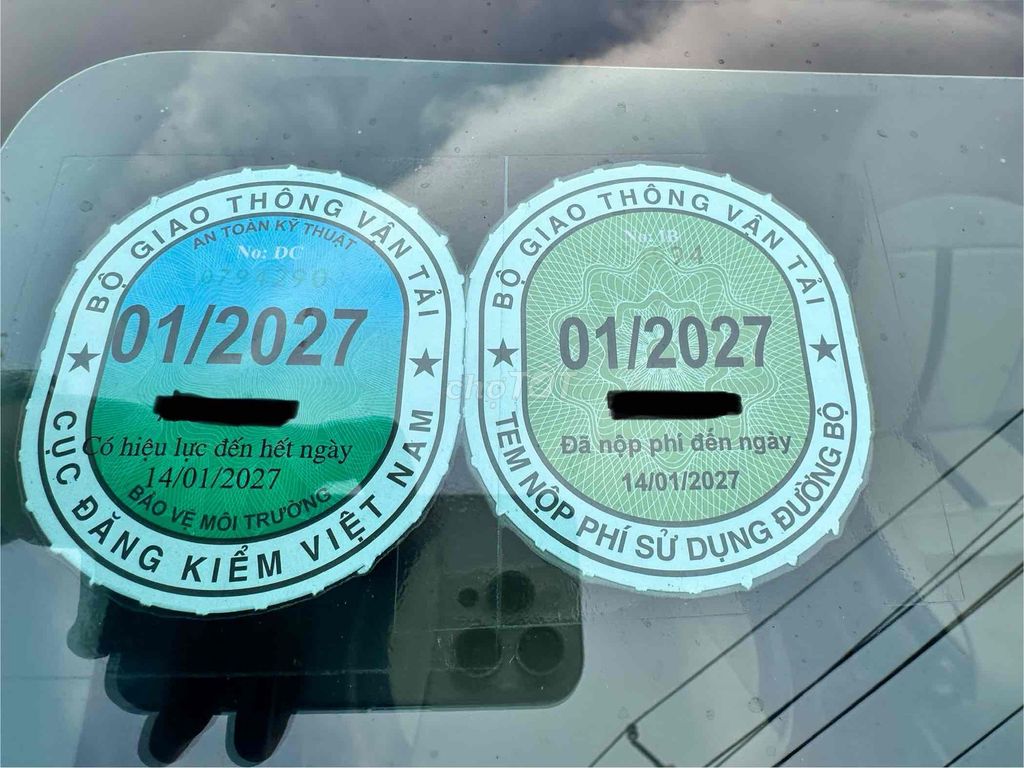 BỘ GIAO THÔNG VẬN TẢI
AN TOÀN KỸ THUẬT
No: ĐC
01/2027
Có hiệu lực đến hết ngày
14/01/2027
BẢO VỆ MÔI TRƯỜNG
CỤC ĐĂNG KIỂM VIỆT NAM
BỘ GIAO THÔNG VẬN TẢI
94
01/2027
Đã nộp phí đến ngày
14/01/2027
TEM NỘP PHÍ SỬ DỤNG ĐƯỜNG BỘ